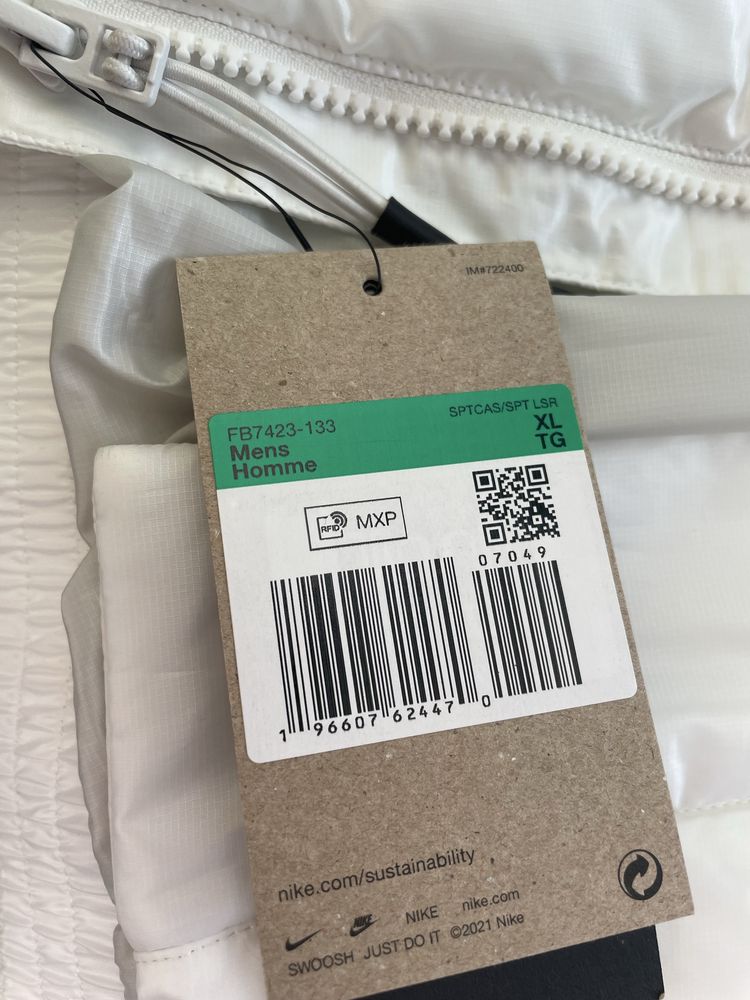 IM#722400
FB7423-133
SPTCAS/SPT LSR
Mens
XL
Homme
TG
RFID
MXP
07049
1 96607 62447 0
nike.com/sustainability
NIKE
NIKE
nike.com
SWOOSH JUST DO IT ©2021 Nike